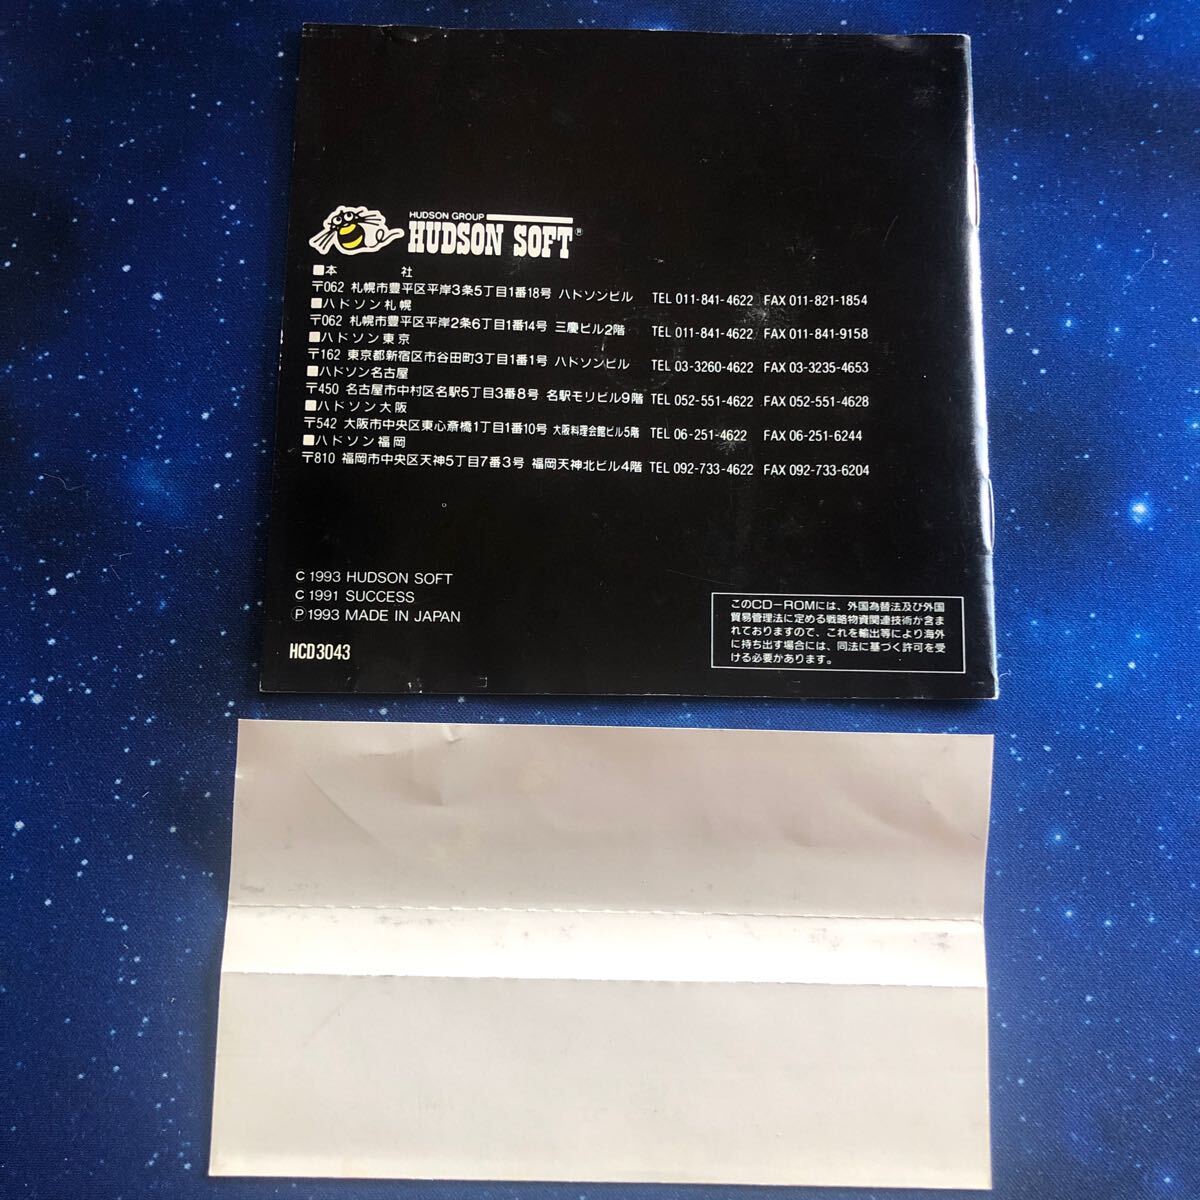 HUDSON GROUP
HUDSON SOFT®
■本　　　　社
〒062 札幌市豊平区平岸3条5丁目1番18号 ハドソンビル TEL 011-841-4622 FAX 011-821-1854
■ハドソン札幌
〒062 札幌市豊平区平岸2条6丁目1番14号 三慶ビル2階 TEL 011-841-4622 FAX 011-841-9158
■ハドソン東京
〒162 東京都新宿区市谷田町3丁目1番1号 ハドソンビル TEL 03-3260-4622 FAX 03-3235-4653
■ハドソン名古屋
〒450 名古屋市中村区名駅5丁目3番8号 名駅モリビル9階 TEL 052-551-4622 FAX 052-551-4628
■ハドソン大阪
〒542 大阪市中央区東心斎橋1丁目1番10号 大阪料理会館ビル5階 TEL 06-251-4622 FAX 06-251-6244
■ハドソン福岡
〒810 福岡市中央区天神5丁目7番3号 福岡天神北ビル4階 TEL 092-733-4622 FAX 092-733-6204
C 1993 HUDSON SOFT
C 1991 SUCCESS
Ⓟ 1993 MADE IN JAPAN
HCD3043
このCD-ROMには、外国為替法及び外国
貿易管理法に定める戦略物資関連技術が含ま
れておりますので、これを輸出等により海外
に持ち出す場合には、同法に基づく許可を受
ける必要があります。